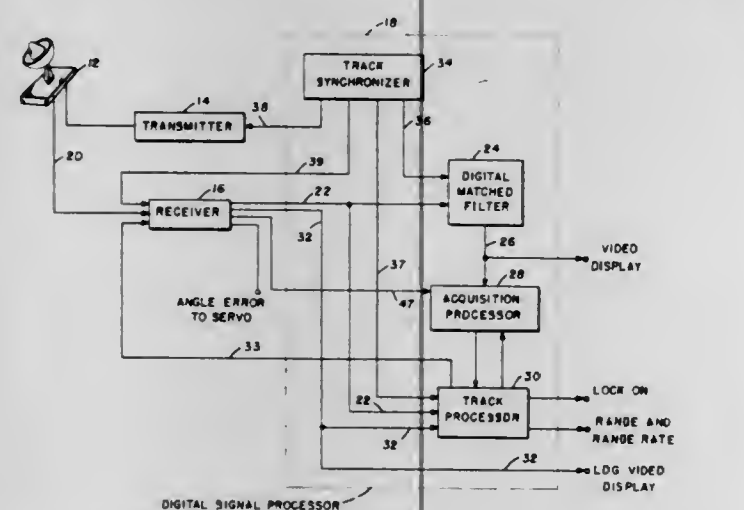 18
12
TRACK
SYNCHRONIZER
34
14
TRANSMITTER
38
36
20
39
24
DIGITAL
MATCHED
FILTER
16
RECEIVER
22
32
26
VIDEO
DISPLAY
37
28
ACQUISITION
PROCESSOR
ANGLE ERROR
TO SERVO
47
33
30
TRACK
PROCESSOR
LOCK ON
22
RANGE AND
RANGE RATE
32
32
LOG VIDEO
DISPLAY
DIGITAL SIGNAL PROCESSOR